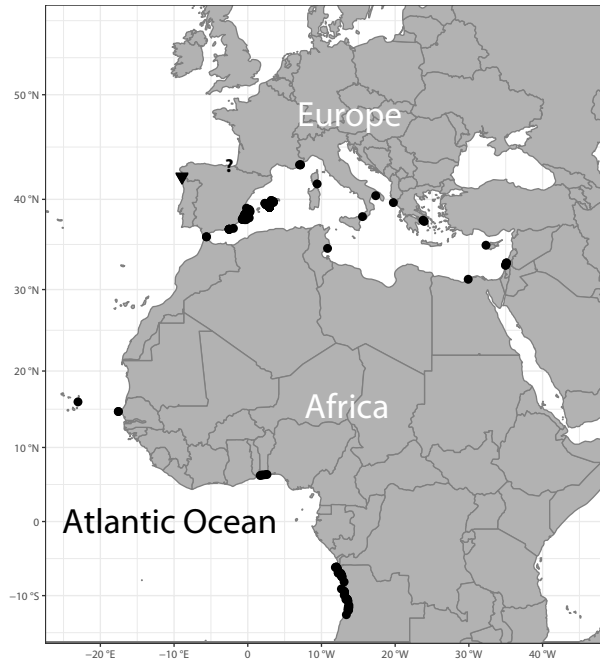 50 °N
Europe
?
40 °N
30 °N
20 °N
Africa
10 °N
0
Atlantic Ocean
−10 °S
−20 °E
−10 °E
0
10 °W
20 °W
30 °W
40 °W